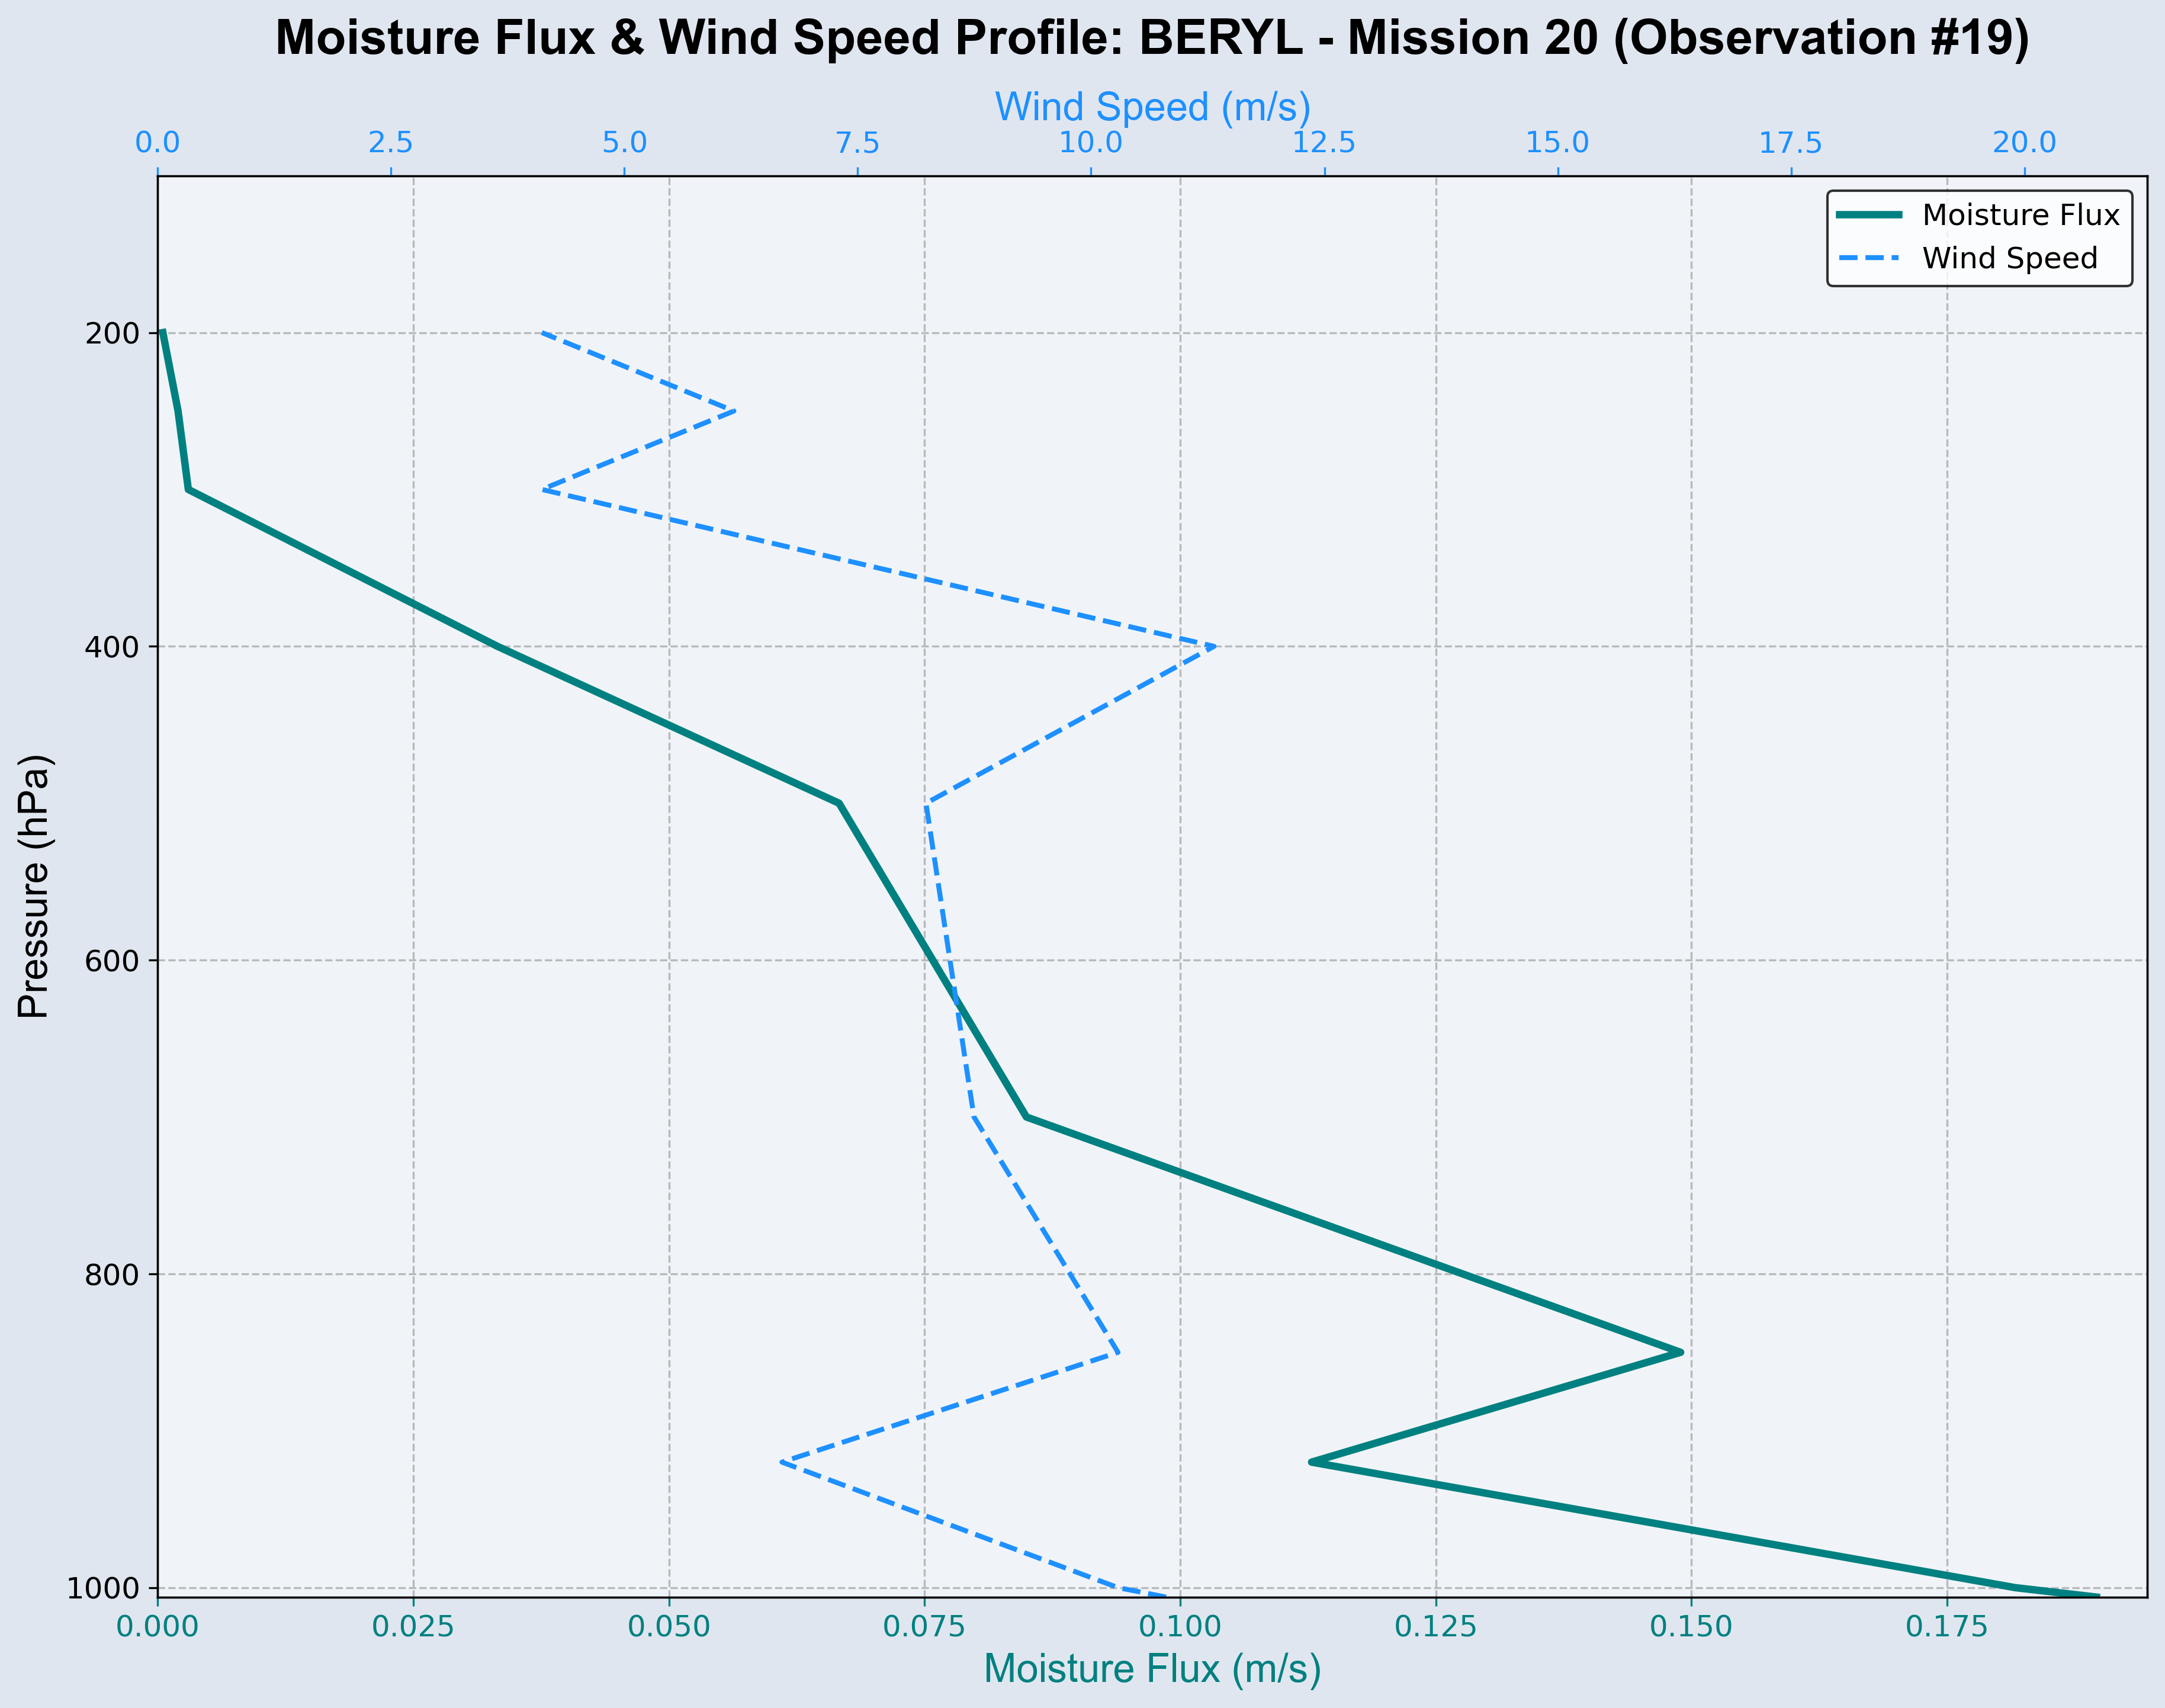 Moisture Flux & Wind Speed Profile: BERYL - Mission 20 (Observation #19)
Wind Speed (m/s)
0.0 2.5 5.0 7.5 10.0 12.5 15.0 17.5 20.0
Moisture Flux
Wind Speed
200
400
600
800
1000
Pressure (hPa)
0.000 0.025 0.050 0.075 0.100 0.125 0.150 0.175
Moisture Flux (m/s)